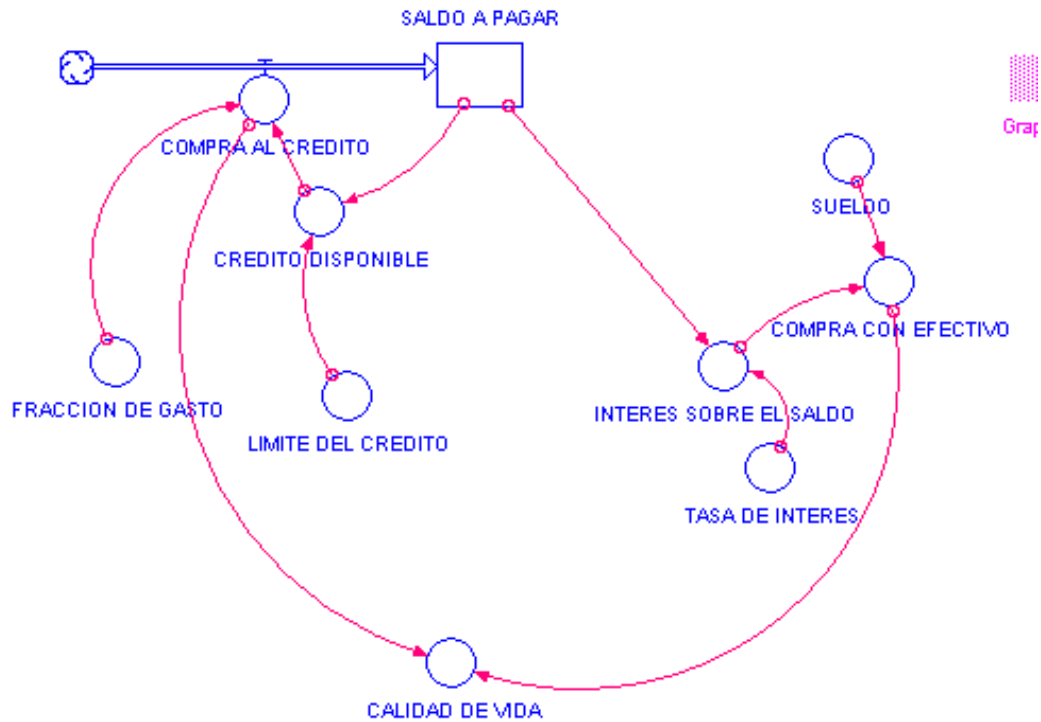 SALDO A PAGAR
Grap
COMPRA AL CREDITO
SUELDO
CREDITO DISPONIBLE
COMPRA CON EFECTIVO
FRACCION DE GASTO
INTERES SOBRE EL SALDO
LIMITE DEL CREDITO
TASA DE INTERES
CALIDAD DE VIDA